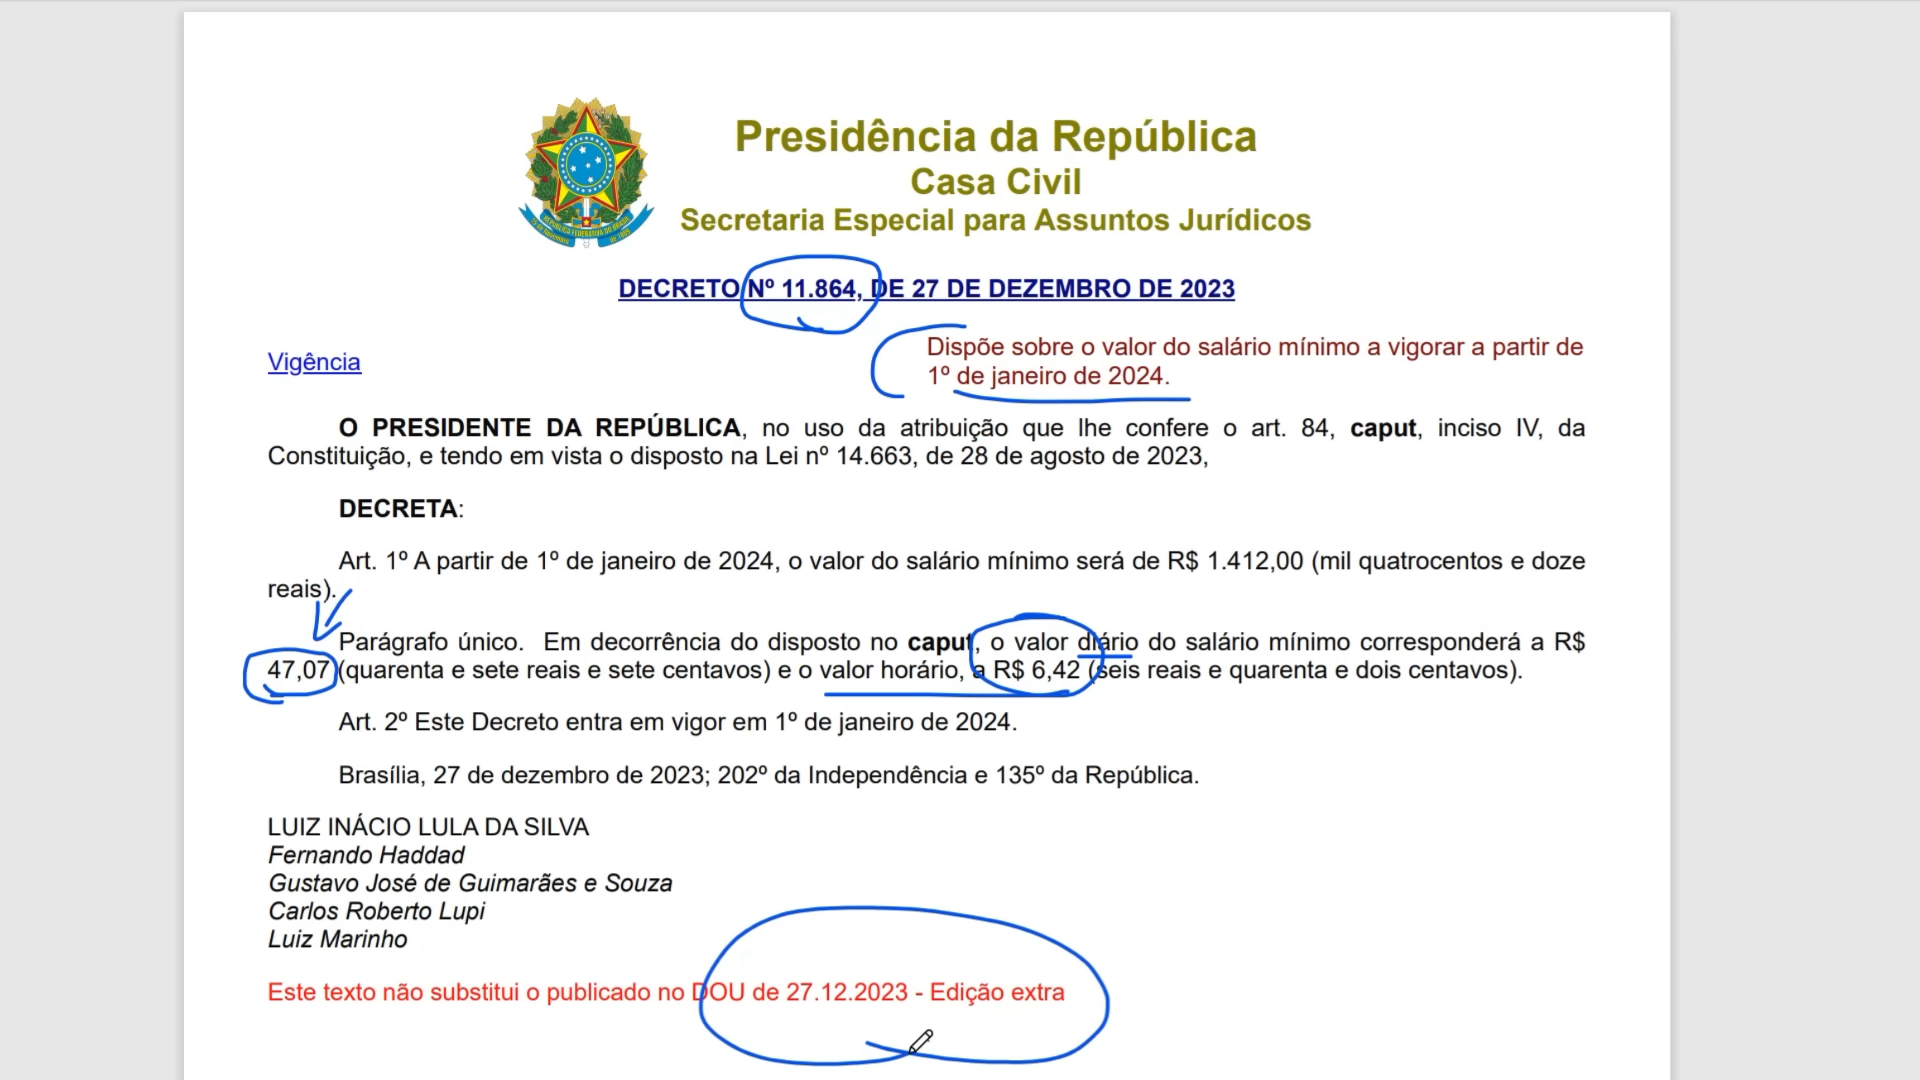 Presidência da República
Casa Civil
Secretaria Especial para Assuntos Jurídicos
DECRETO Nº 11.864, DE 27 DE DEZEMBRO DE 2023
Vigência
Dispõe sobre o valor do salário mínimo a vigorar a partir de
1º de janeiro de 2024.
O PRESIDENTE DA REPÚBLICA, no uso da atribuição que lhe confere o art. 84, caput, inciso IV, da
Constituição, e tendo em vista o disposto na Lei nº 14.663, de 28 de agosto de 2023,
DECRETA:
Art. 1º A partir de 1º de janeiro de 2024, o valor do salário mínimo será de R$ 1.412,00 (mil quatrocentos e doze
reais).
Parágrafo único. Em decorrência do disposto no caput, o valor diário do salário mínimo corresponderá a R$
47,07 (quarenta e sete reais e sete centavos) e o valor horário, a R$ 6,42 (seis reais e quarenta e dois centavos).
Art. 2º Este Decreto entra em vigor em 1º de janeiro de 2024.
Brasília, 27 de dezembro de 2023; 202º da Independência e 135º da República.
LUIZ INÁCIO LULA DA SILVA
Fernando Haddad
Gustavo José de Guimarães e Souza
Carlos Roberto Lupi
Luiz Marinho
Este texto não substitui o publicado no DOU de 27.12.2023 - Edição extra